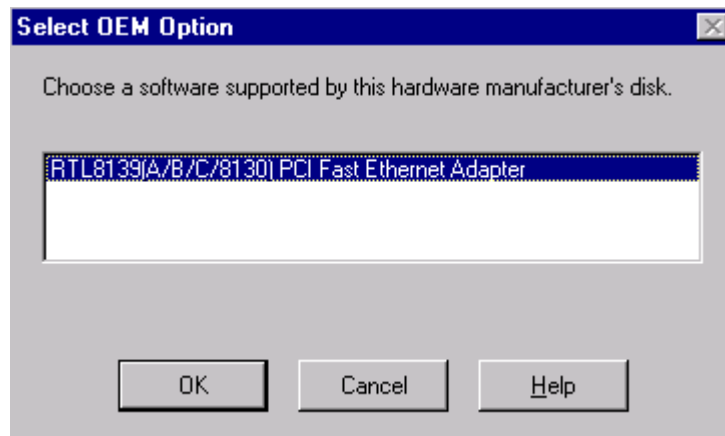 Select OEM Option
Choose a software supported by this hardware manufacturer's disk.
RTL8139(A/B/C/8130) PCI Fast Ethernet Adapter
OK Cancel Help